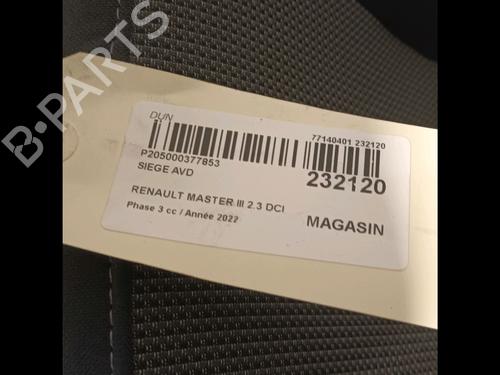 B-PARTS
DUN
77140401 232120
P205000377853
232120
SIEGE AVD
RENAULT MASTER III 2.3 DCI
Phase 3 cc / Année 2022
MAGASIN